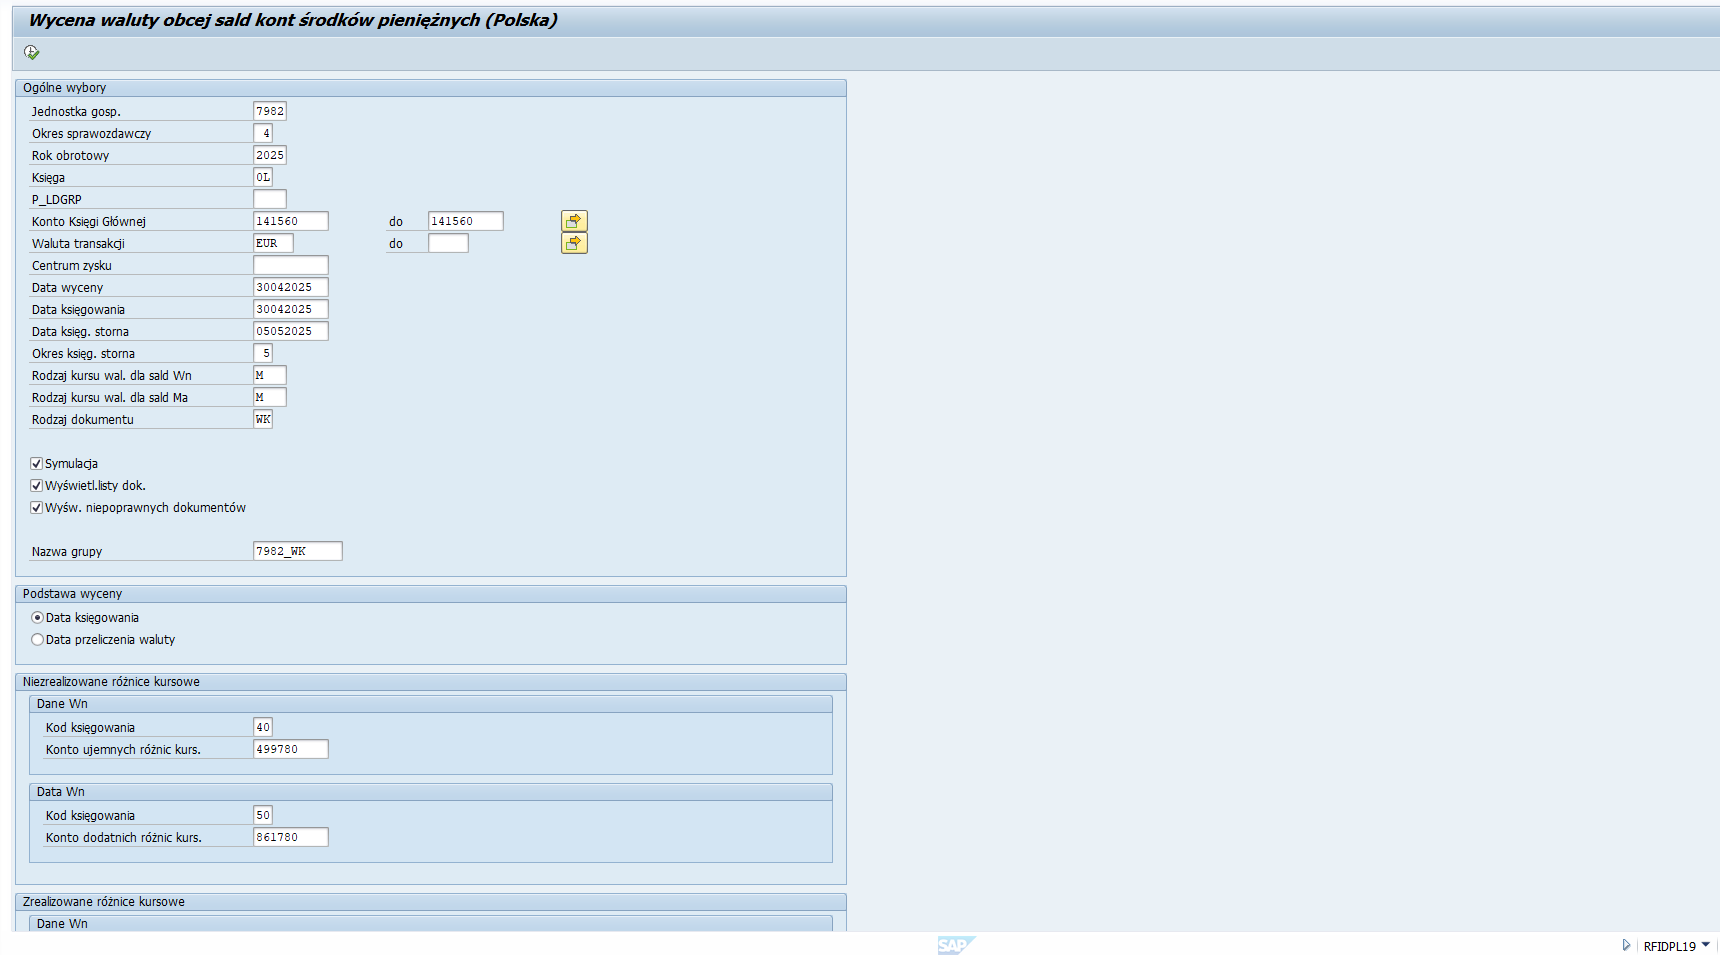 Wycena waluty obcej sald kont środków pieniężnych (Polska)
Ogólne wybory
Jednostka gosp. 7982
Okres sprawozdawczy 4
Rok obrotowy 2025
Księga 0L
P_LDGRP
Konto Księgi Głównej 141560 do 141560
Waluta transakcji EUR do
Centrum zysku
Data wyceny 30042025
Data księgowania 30042025
Data księg. storna 05052025
Okres księg. storna 5
Rodzaj kursu wal. dla sald Wn M
Rodzaj kursu wal. dla sald Ma M
Rodzaj dokumentu WK
Symulacja
Wyświetl.listy dok.
Wyśw. niepoprawnych dokumentów
Nazwa grupy 7982_WK
Podstawa wyceny
Data księgowania
Data przeliczenia waluty
Niezrealizowane różnice kursowe
Dane Wn
Kod księgowania 40
Konto ujemnych różnic kurs. 499780
Data Wn
Kod księgowania 50
Konto dodatnich różnic kurs. 861780
Zrealizowane różnice kursowe
Dane Wn
SAP
RFIDPL19